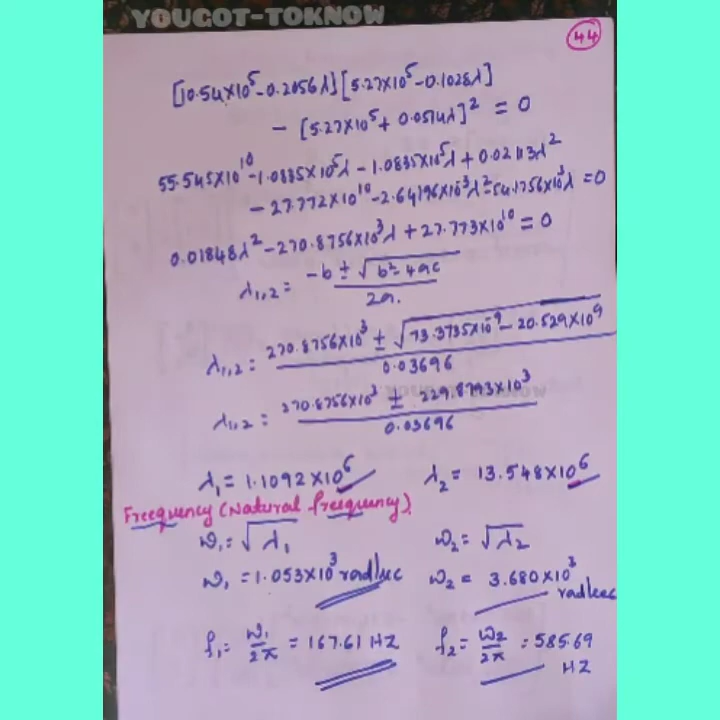 YOUGOT-TOKNOW
44
[10.54×10⁵-0.2056λ][5.27×10⁵-0.1028λ]
- [5.27×10⁵+0.0514λ]² = 0
55.545×10¹⁰-1.0835×10⁵λ-1.0835×10⁵λ+0.02113λ²
- 27.772×10¹⁰-2.64196×10³λ²-54.1756×10³λ=0
0.01848λ²-270.8756×10³λ+27.773×10¹⁰=0
λ₁,₂= -b ± √b²-4ac / 2a.
λ₁,₂: 270.8756×10³ ± √73.3735×10⁹-20.529×10⁹ / 0.03696
λ₁,₂: 270.8756×10³ ± 229.8793×10³ / 0.03696
λ₁=1.1092×10⁶ λ₂= 13.548×10⁶
Freequency (Natural freequency).
ω₁=√λ₁ ω₂=√λ₂
ω₁=1.053×10³ rad/sec ω₂= 3.680×10³ rad/sec
f₁= ω₁/2π = 167.61 HZ f₂= ω₂/2π : 585.69 HZ